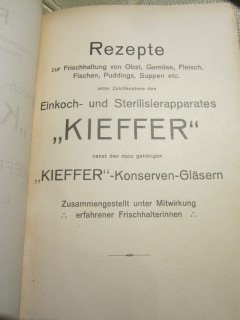 Rezepte
zur Frischhaltung von Obst, Gemüse, Fleisch,
Fischen, Puddings, Suppen etc.
unter Zuhilfenahme des
Einkoch- und Sterilisierapparates
„KIEFFER“
nebst den dazu gehörigen
„KIEFFER“-Konserven-Gläsern
Zusammengestellt unter Mitwirkung
∴ erfahrener Frischhalterinnen ∴